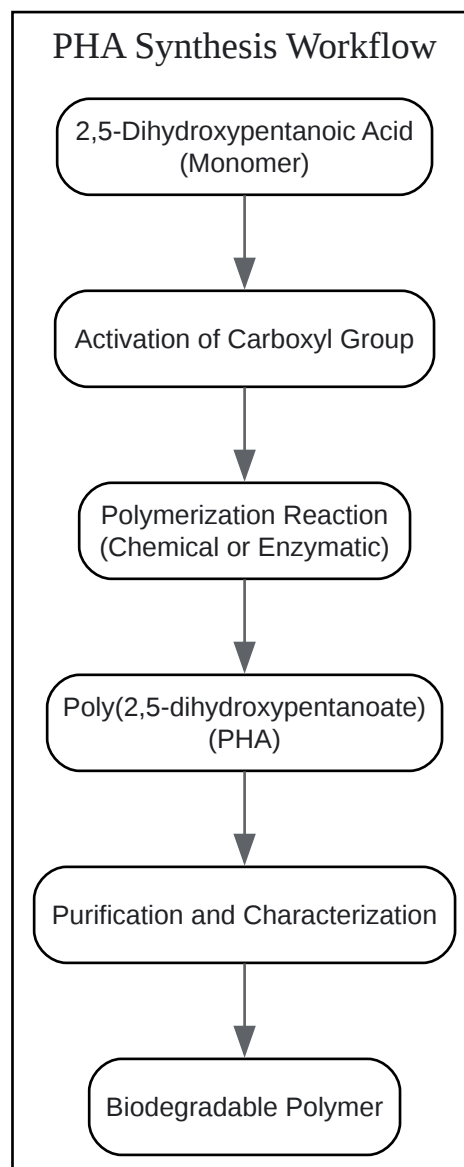 PHA Synthesis Workflow
2,5-Dihydroxypentanoic Acid
(Monomer)
Activation of Carboxyl Group
Polymerization Reaction
(Chemical or Enzymatic)
Poly(2,5-dihydroxypentanoate)
(PHA)
Purification and Characterization
Biodegradable Polymer